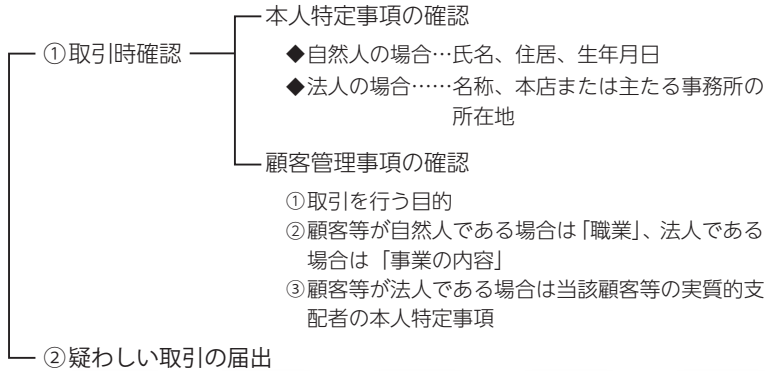 本人特定事項の確認
①取引時確認
◆自然人の場合…氏名、住居、生年月日
◆法人の場合……名称、本店または主たる事務所の
所在地
顧客管理事項の確認
①取引を行う目的
②顧客等が自然人である場合は「職業」、法人である
場合は「事業の内容」
③顧客等が法人である場合は当該顧客等の実質的支
配者の本人特定事項
②疑わしい取引の届出